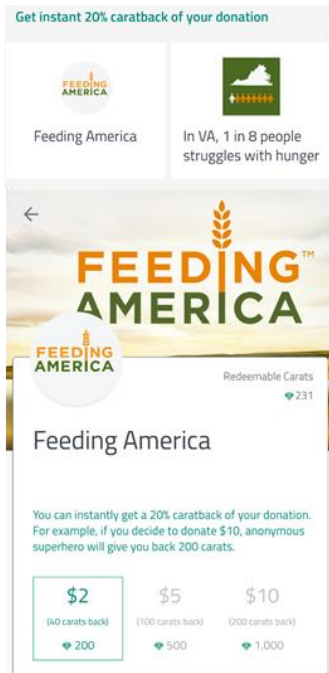 Get instant 20% caratback of your donation
FEEDING
AMERICA
Feeding America
In VA, 1 in 8 people
struggles with hunger
FEEDING™
AMERICA
FEEDING
AMERICA
Redeemable Carats
231
Feeding America
You can instantly get a 20% caratback of your donation.
For example, if you decide to donate $10, anonymous
superhero will give you back 200 carats.
$2 $5 $10
(40 carats back) (100 carats back) (200 carats back)
200 500 1,000